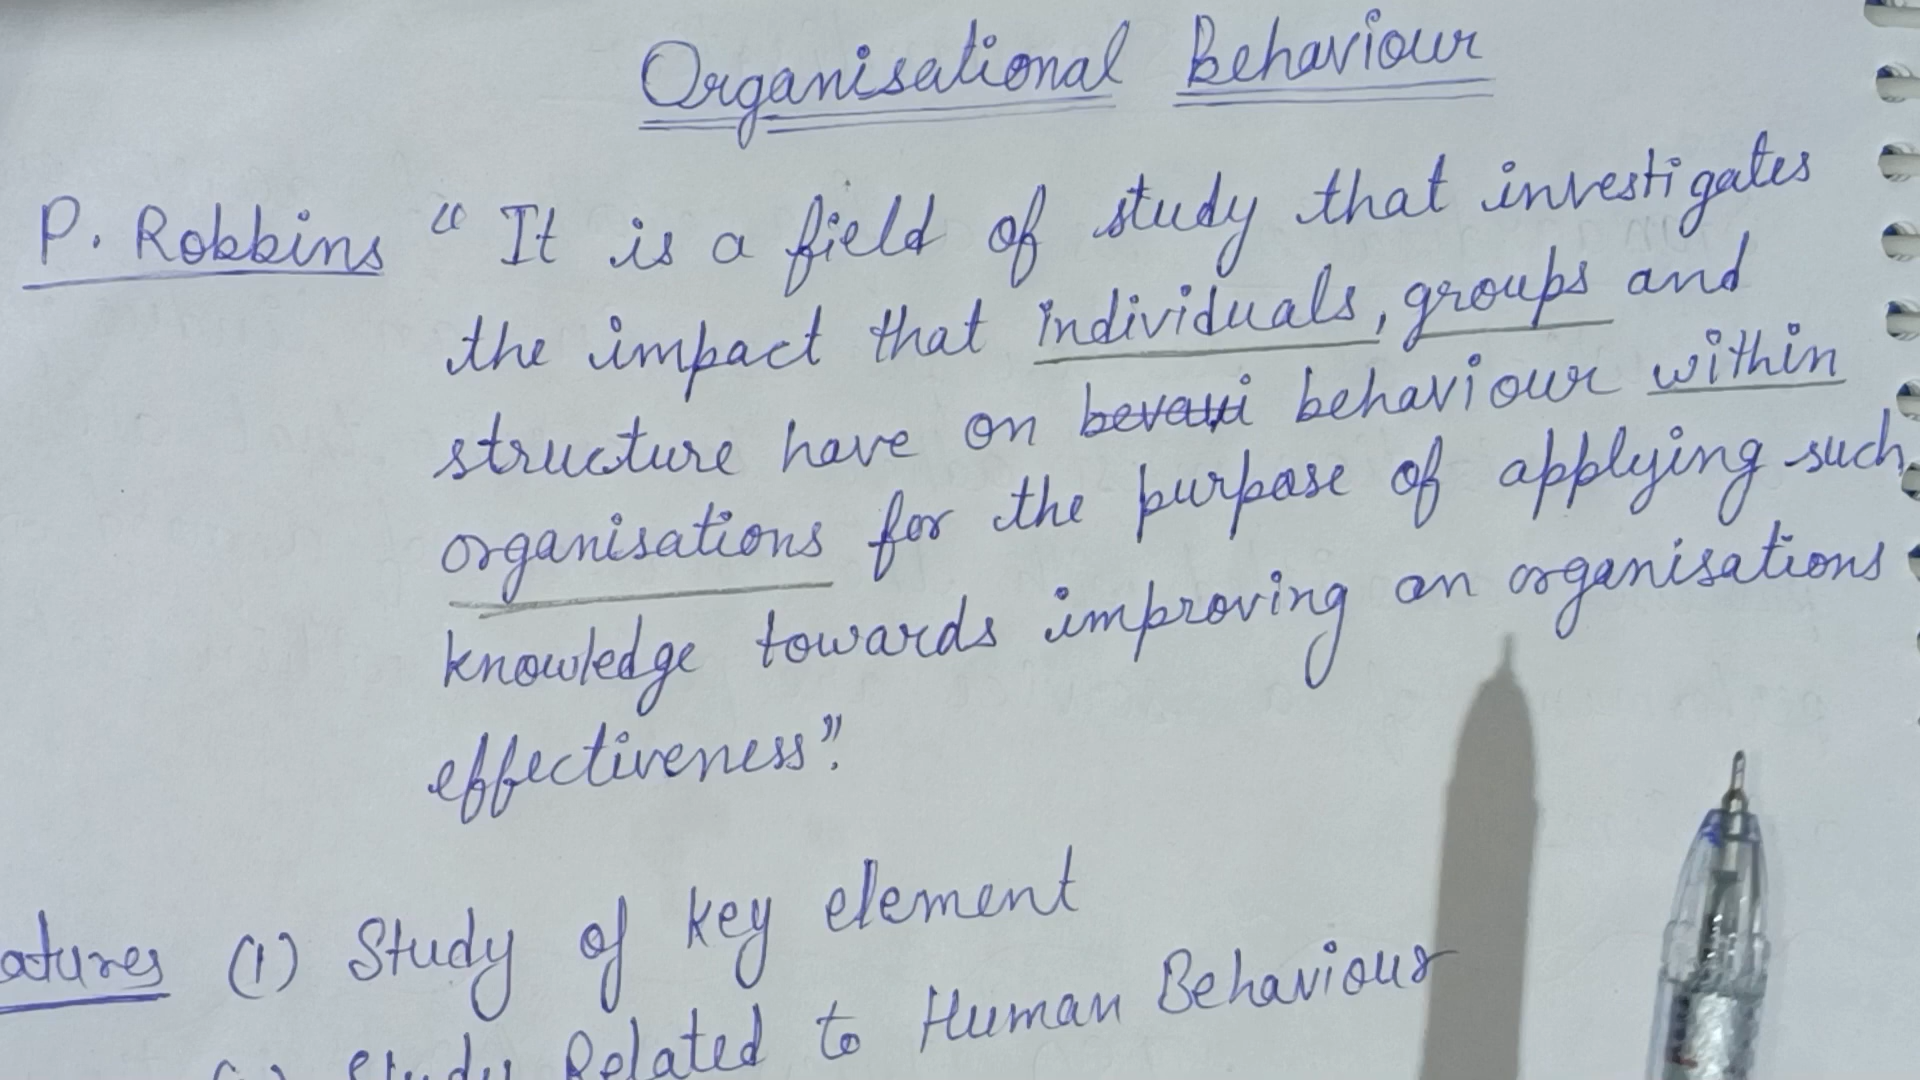 Organisational Behaviour
P. Robbins "It is a field of study that investigates
the impact that individuals, groups and
structure have on behaviour within
organisations for the purpose of applying such
knowledge towards improving an organisations
effectiveness".
atures (1) Study of key element
Study Related to Human Behaviour